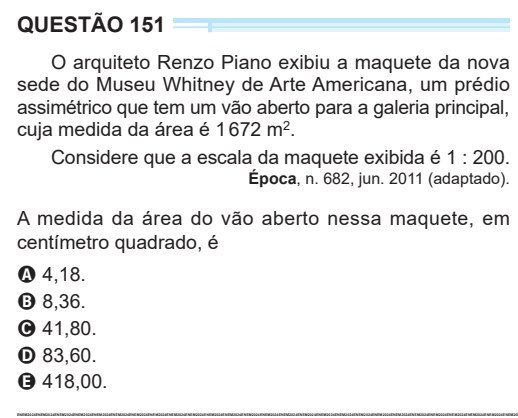 QUESTÃO 151
O arquiteto Renzo Piano exibiu a maquete da nova
sede do Museu Whitney de Arte Americana, um prédio
assimétrico que tem um vão aberto para a galeria principal,
cuja medida da área é 1 672 m².
Considere que a escala da maquete exibida é 1 : 200.
Época, n. 682, jun. 2011 (adaptado).
A medida da área do vão aberto nessa maquete, em
centímetro quadrado, é
A 4,18.
B 8,36.
C 41,80.
D 83,60.
E 418,00.